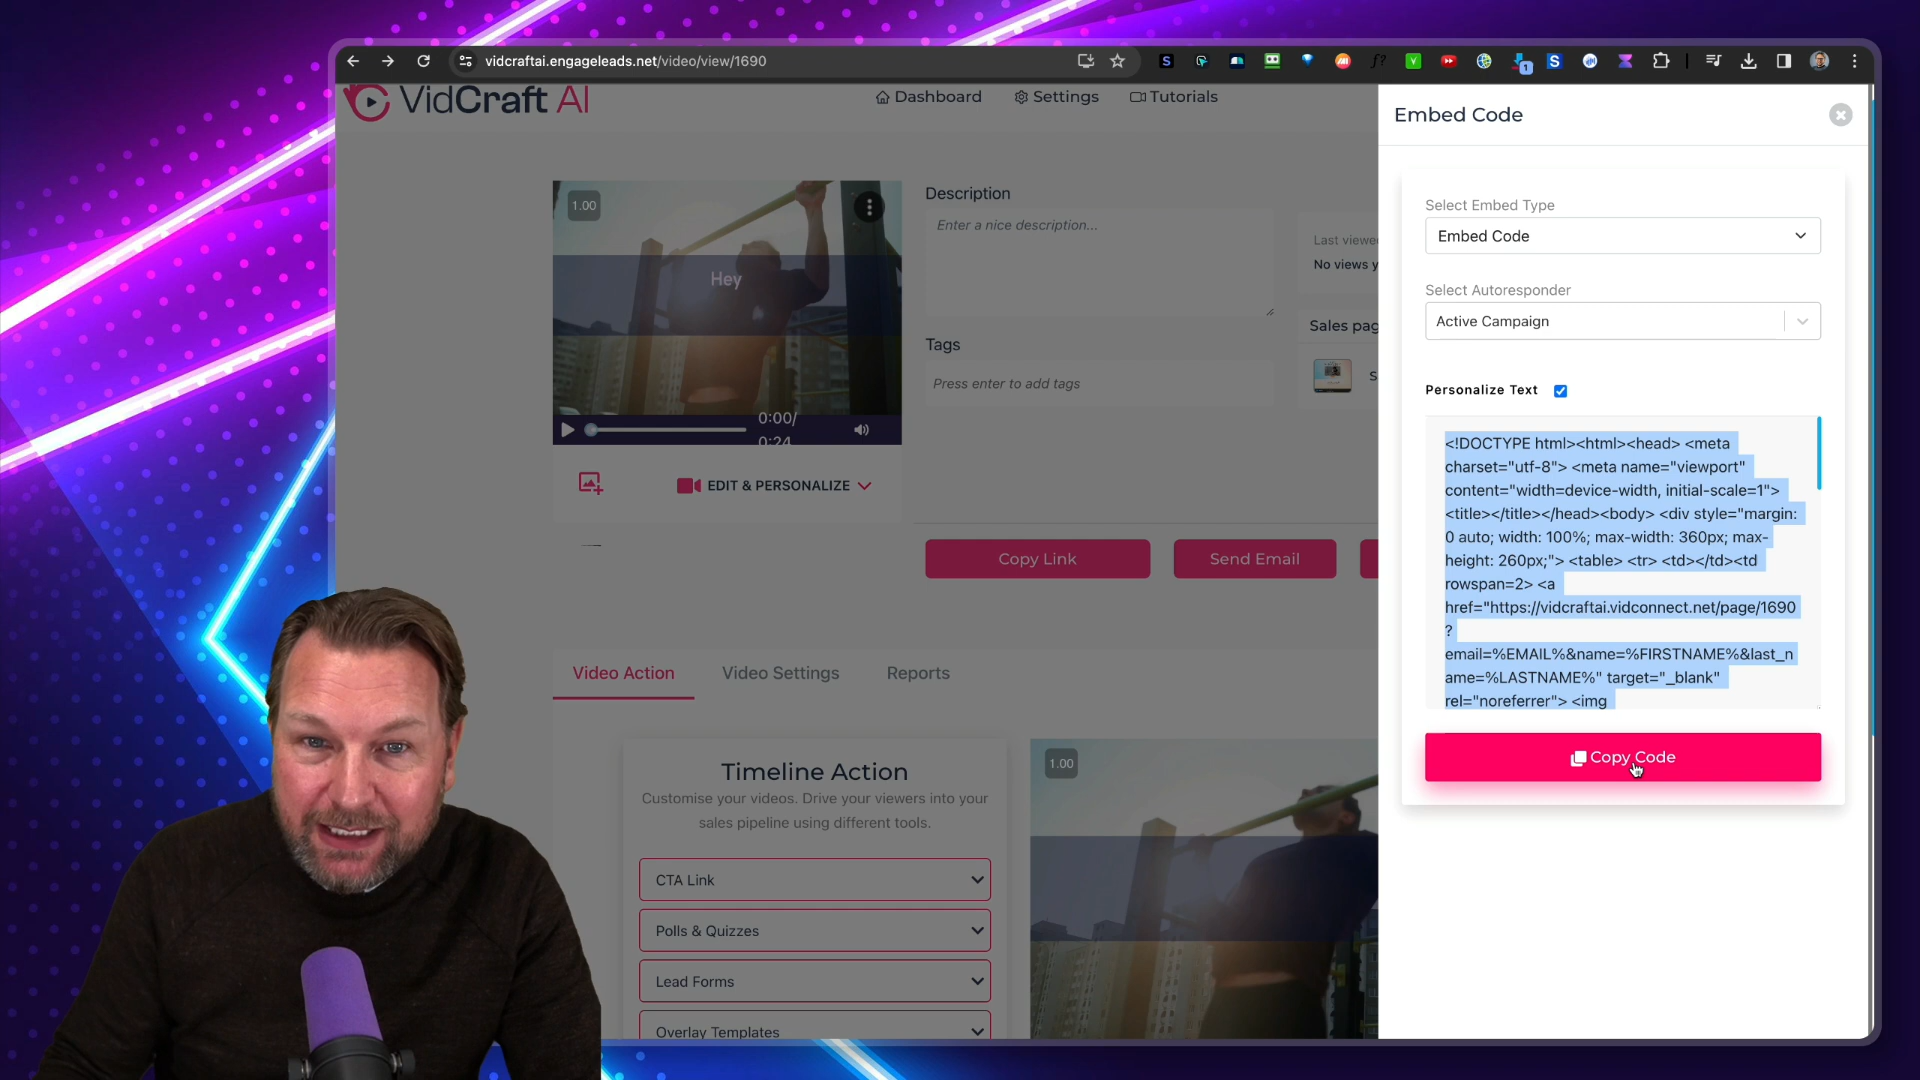 vidcraftai.engageleads.net/video/view/1690
VidCraft AI
Dashboard
Settings
Tutorials
1.00
Hey
0:00/
0:24
EDIT & PERSONALIZE
Description
Enter a nice description...
Tags
Press enter to add tags
Last viewe
No views y
Sales pag
S
Copy Link
Send Email
Video Action
Video Settings
Reports
Timeline Action
Customise your videos. Drive your viewers into your
sales pipeline using different tools.
CTA Link
Polls & Quizzes
Lead Forms
Overlay Templates
1.00
Embed Code
Select Embed Type
Embed Code
Select Autoresponder
Active Campaign
Personalize Text
<!DOCTYPE html><html><head> <meta
charset="utf-8"> <meta name="viewport"
content="width=device-width, initial-scale=1">
<title></title></head><body> <div style="margin:
0 auto; width: 100%; max-width: 360px; max-
height: 260px;"> <table> <tr> <td></td><td
rowspan=2> <a
href="https://vidcraftai.vidconnect.net/page/1690
?
email=%EMAIL%&name=%FIRSTNAME%&last_n
ame=%LASTNAME%" target="_blank"
rel="noreferrer"> <img
Copy Code